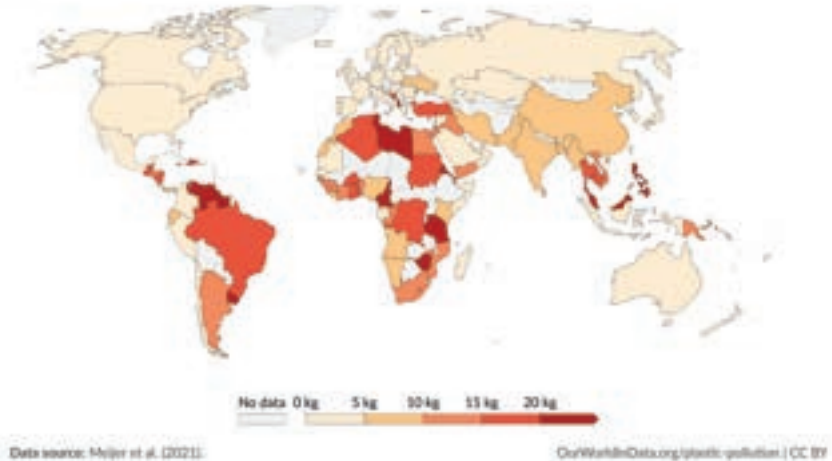 No data 0 kg 5 kg 10 kg 15 kg 20 kg
Data source: Meijer et al. (2021).
OurWorldinData.org/plastic-pollution | CC BY